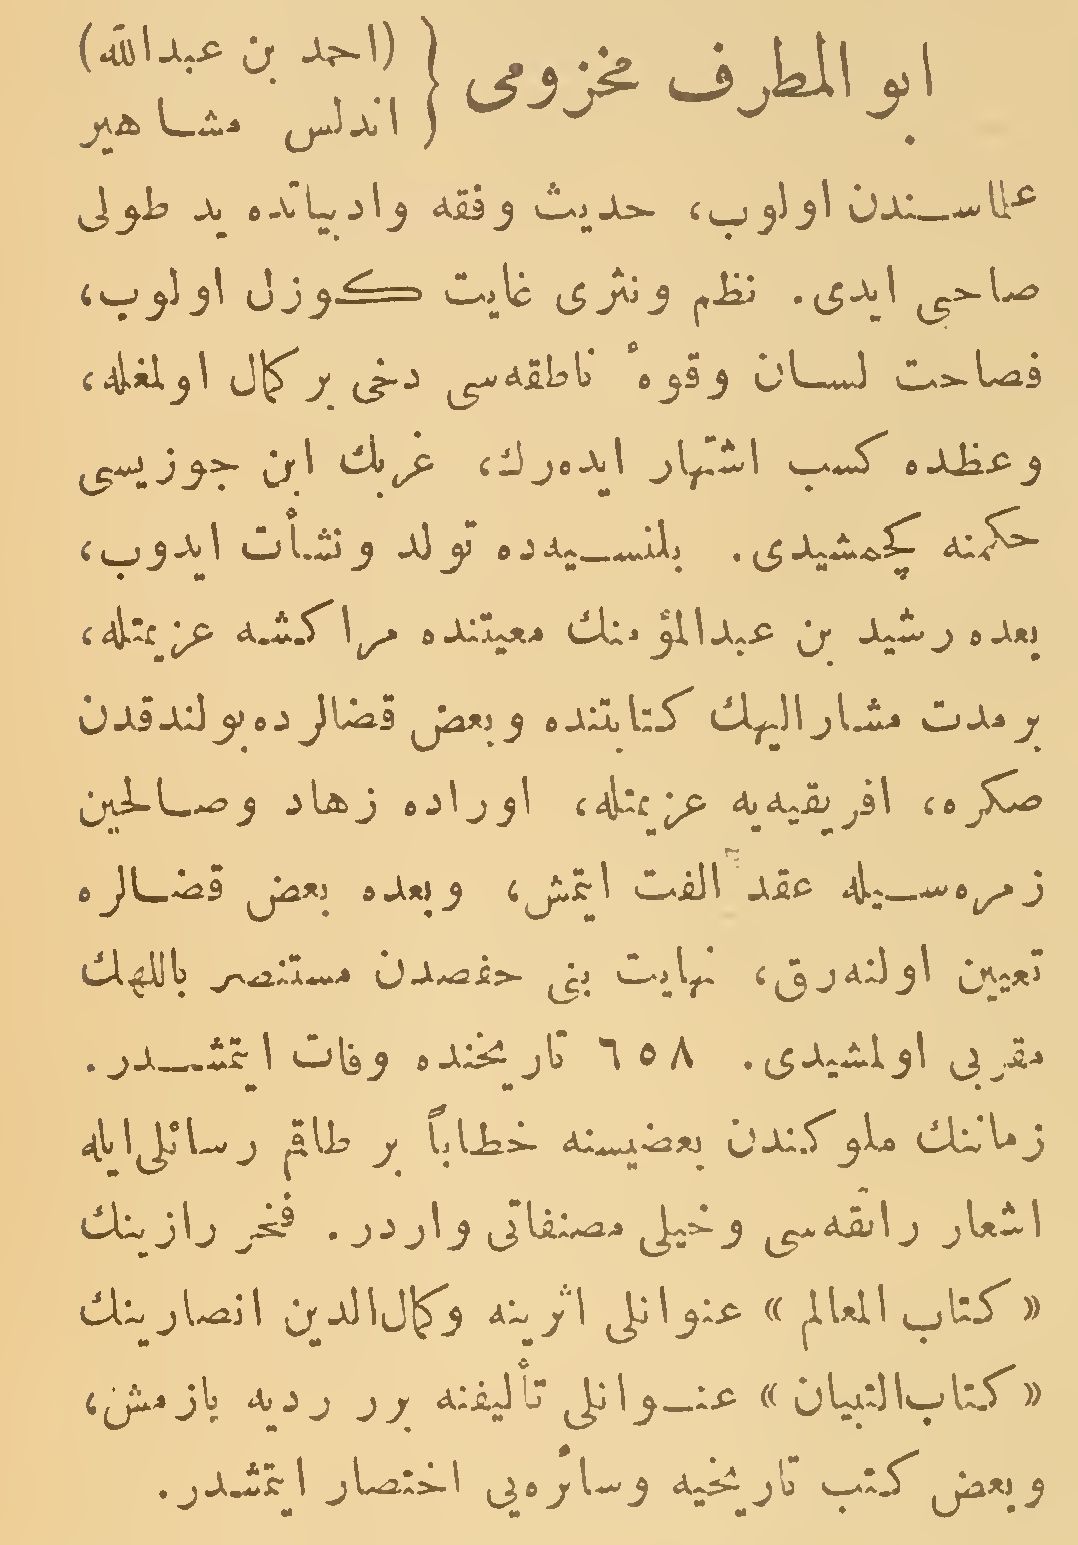 ابو المطرف مخزومی { (احمد بن عبدالله)
اندلس مشاهیر
علماسندن اولوب، حدیث وفقه وادبیاتده ید طولی
صاحبی ایدی. نظم ونثری غایت کوزل اولوب،
فصاحت لسان وقوهٔ ناطقه‌سی دخی بر کمال اولمغله،
وعظده کسب اشتهار ایده‌رك، غربك ابن جوزیسی
حکمنه کچمشیدی. بلنسیه‌ده تولد ونشأت ایدوب،
بعده رشید بن عبدالمؤمنك معیتنده مراکشه عزیمتله،
بر مدت مشارالیهك کتابتنده وبعض قضالرده بولندقدن
صکره، افریقیه‌یه عزیمتله، اوراده زهاد وصالحین
زمره‌سیله عقد الفت ایتمش، وبعده بعض قضالره
تعیین اولنه‌رق، نهایت بنی حفصدن مستنصر باللهك
مقربی اولمشیدی. ٦٥٨ تاریخنده وفات ایتمشدر.
زماننك ملوکندن بعضیسنه خطاباً بر طاقم رسائلی ایله
اشعار رائقه‌سی وخیلی مصنفاتی واردر. فخر رازینك
« کتاب المعالم » عنوانلی اثرینه وکمال‌الدین انصارینك
« کتاب‌التبیان » عنوانلی تألیفنه برر ردیه یازمش،
وبعض کتب تاریخیه وسائره‌یی اختصار ایتمشدر.